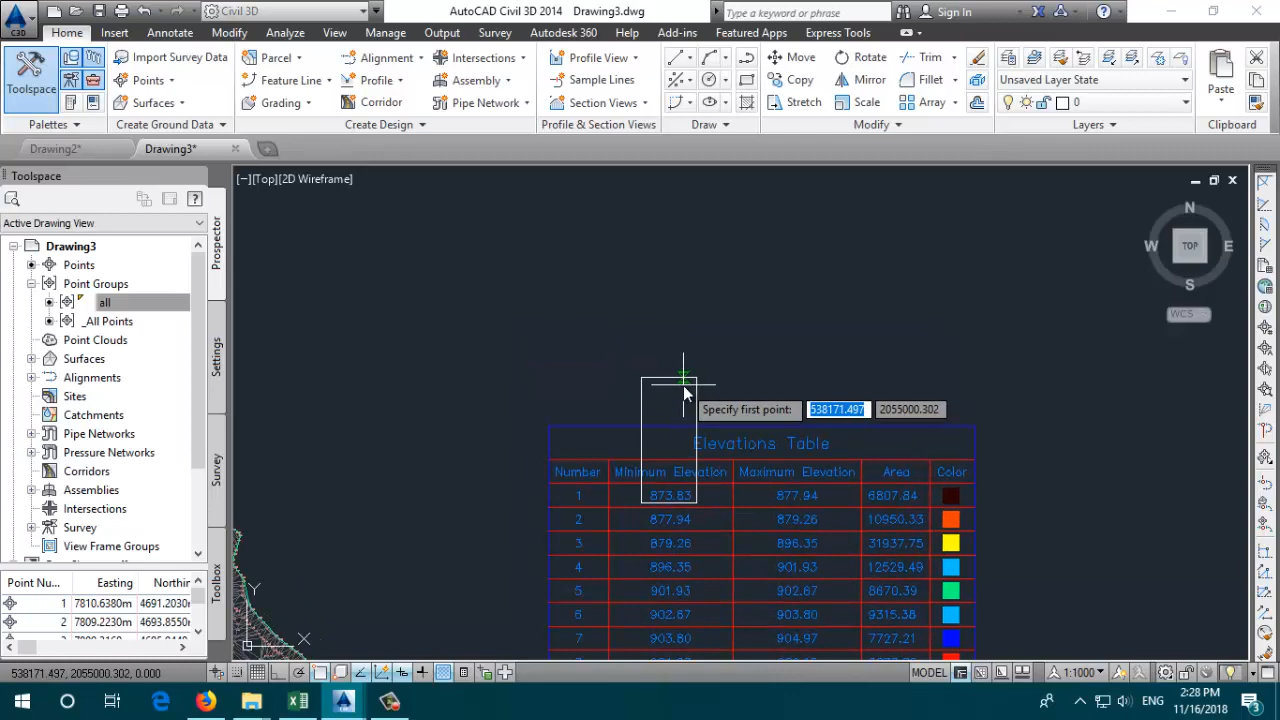 C3D
Civil 3D
AutoCAD Civil 3D 2014 Drawing3.dwg
Type a keyword or phrase
Sign In
Home Insert Annotate Modify Analyze View Manage Output Survey Autodesk 360 Help Add-ins Featured Apps Express Tools
Toolspace
Import Survey Data
Points
Surfaces
Parcel
Feature Line
Grading
Alignment
Profile
Corridor
Intersections
Assembly
Pipe Network
Profile View
Sample Lines
Section Views
Move
Copy
Stretch
Rotate
Mirror
Scale
Trim
Fillet
Array
Unsaved Layer State
0
Paste
Palettes
Create Ground Data
Create Design
Profile & Section Views
Draw
Modify
Layers
Clipboard
Drawing2*
Drawing3*
Toolspace
Active Drawing View
Drawing3
Points
Point Groups
all
_All Points
Point Clouds
Surfaces
Alignments
Sites
Catchments
Pipe Networks
Pressure Networks
Corridors
Assemblies
Intersections
Survey
View Frame Groups
Prospector
Settings
Survey
Toolbox
Point Nu... Easting Northin
1 7810.6380m 4691.2030m
2 7809.2230m 4693.8550m
[−][Top][2D Wireframe]
N
W TOP E
S
WCS
Specify first point: 538171.497 2055000.302
Elevations Table
Number Minimum Elevation Maximum Elevation Area Color
1 873.83 877.94 6807.84
2 877.94 879.26 10950.33
3 879.26 896.35 31937.75
4 896.35 901.93 12529.49
5 901.93 902.67 8670.39
6 902.67 903.80 9315.38
7 903.80 904.97 7727.21
Y
X
538171.497, 2055000.302, 0.000
MODEL
1:1000
ENG
2:28 PM
11/16/2018
3